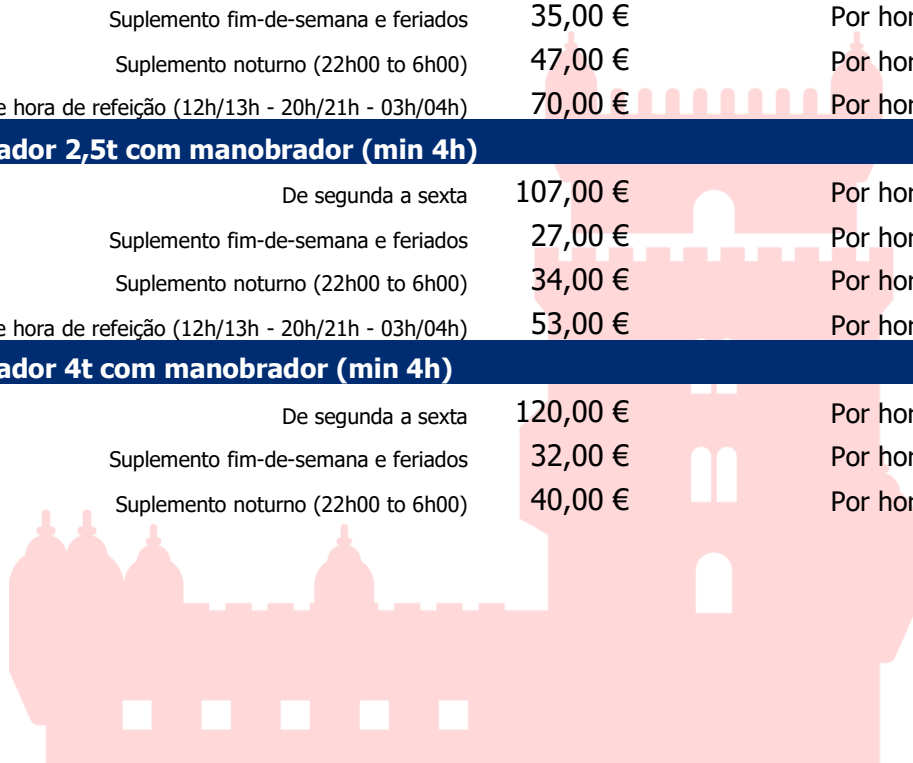 Suplemento fim-de-semana e feriados 35,00 € Por hor
Suplemento noturno (22h00 to 6h00) 47,00 € Por hor
e hora de refeição (12h/13h - 20h/21h - 03h/04h) 70,00 € Por hor
ador 2,5t com manobrador (min 4h)
De segunda a sexta 107,00 € Por hor
Suplemento fim-de-semana e feriados 27,00 € Por hor
Suplemento noturno (22h00 to 6h00) 34,00 € Por hor
e hora de refeição (12h/13h - 20h/21h - 03h/04h) 53,00 € Por hor
ador 4t com manobrador (min 4h)
De segunda a sexta 120,00 € Por hor
Suplemento fim-de-semana e feriados 32,00 € Por hor
Suplemento noturno (22h00 to 6h00) 40,00 € Por hor